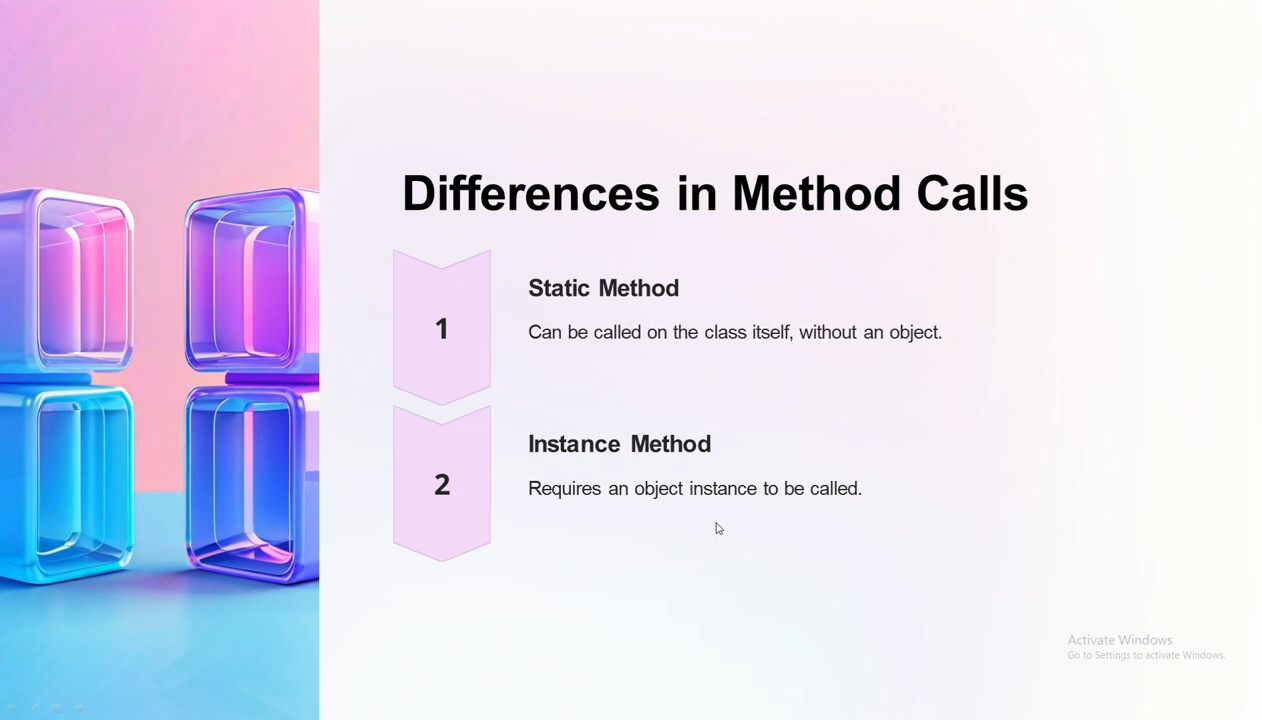 Differences in Method Calls
1
Static Method
Can be called on the class itself, without an object.
2
Instance Method
Requires an object instance to be called.
Activate Windows
Go to Settings to activate Windows.